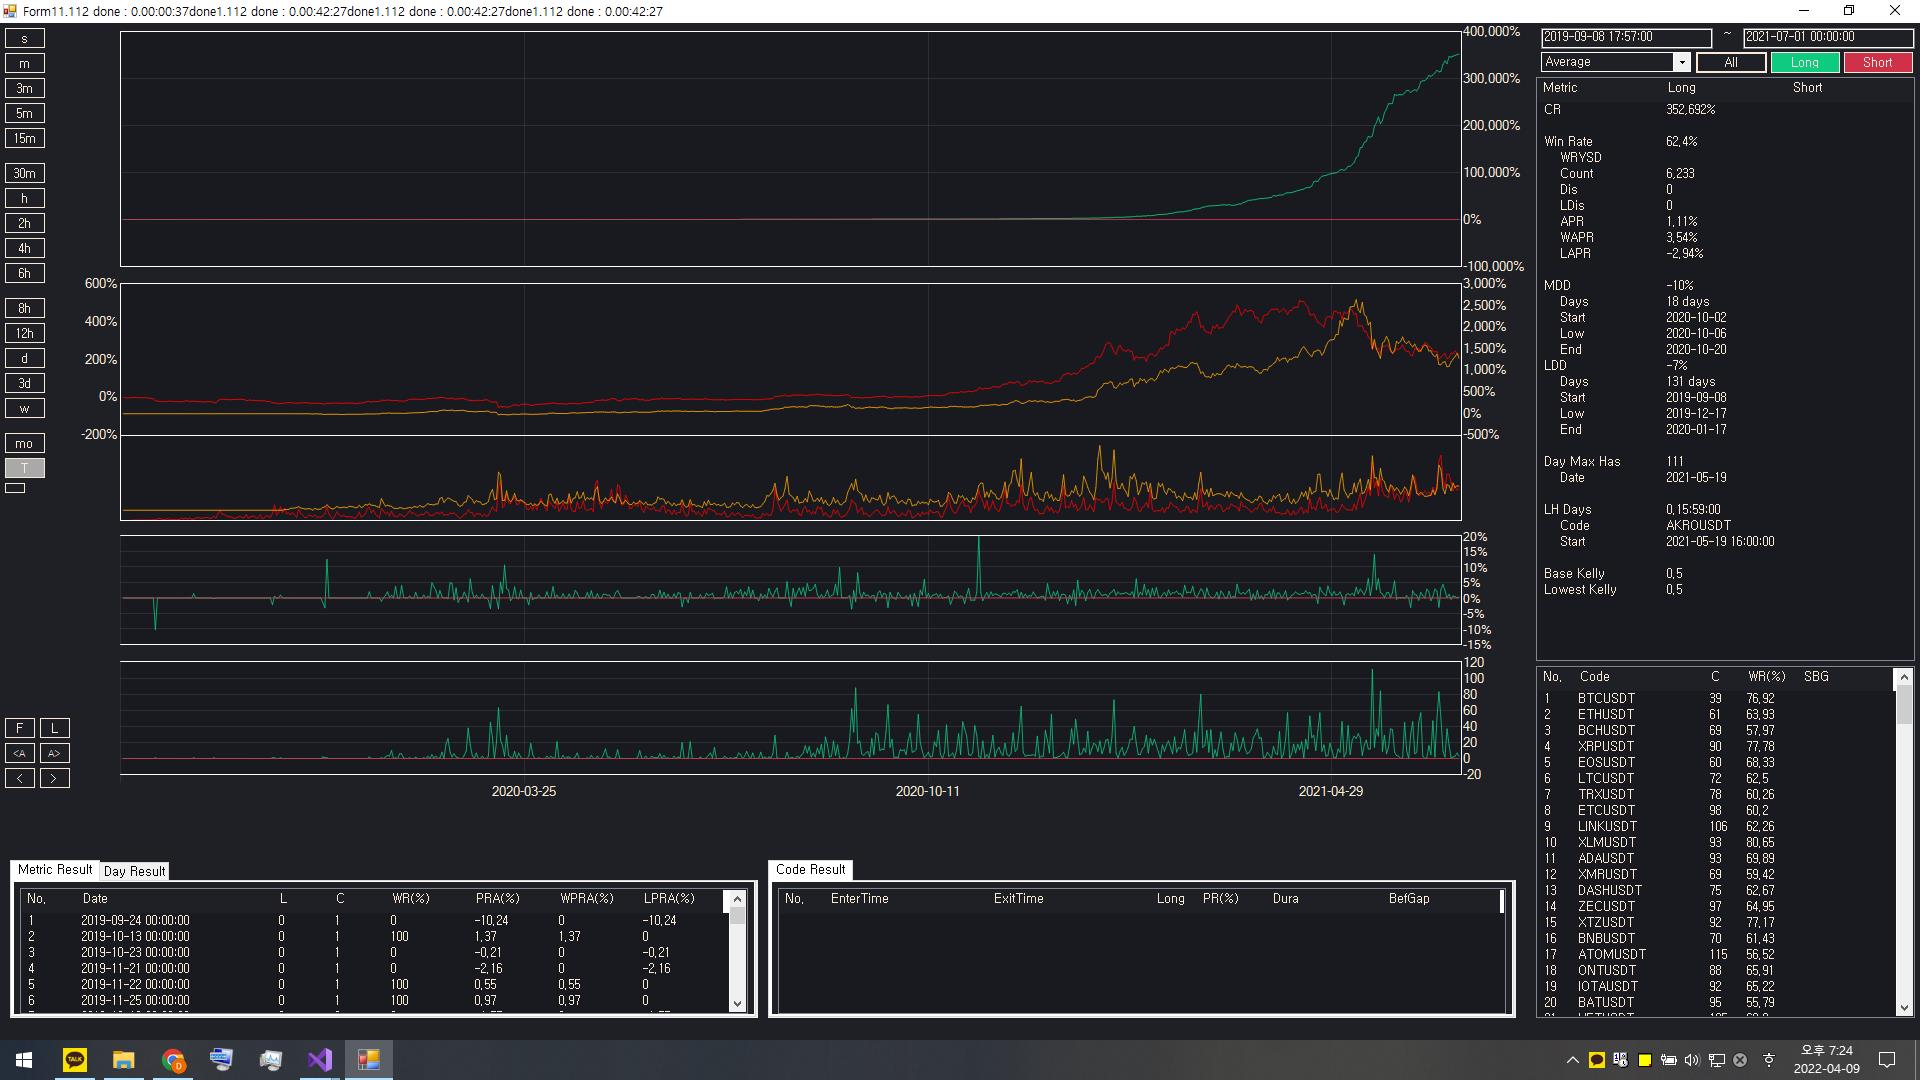 Form11.112 done : 0.00:00:37done1.112 done : 0.00:42:27done1.112 done : 0.00:42:27done1.112 done : 0.00:42:27
s
m
3m
5m
15m
30m
h
2h
4h
6h
8h
12h
d
3d
w
mo
T
F L
<A A>
< >
400,000%
300,000%
200,000%
100,000%
0%
-100,000%
600%
400%
200%
0%
-200%
3,000%
2,500%
2,000%
1,500%
1,000%
500%
0%
-500%
20%
15%
10%
5%
0%
-5%
-10%
-15%
120
100
80
60
40
20
0
-20
2020-03-25 2020-10-11 2021-04-29
2019-09-08 17:57:00 ~ 2021-07-01 00:00:00
Average All Long Short
Metric Long Short
CR 352,692%
Win Rate 62,4%
WRYSD
Count 6,233
Dis 0
LDis 0
APR 1,11%
WAPR 3,54%
LAPR -2,94%
MDD -10%
Days 18 days
Start 2020-10-02
Low 2020-10-06
End 2020-10-20
LDD -7%
Days 131 days
Start 2019-09-08
Low 2019-12-17
End 2020-01-17
Day Max Has 111
Date 2021-05-19
LH Days 0,15:59:00
Code AKROUSDT
Start 2021-05-19 16:00:00
Base Kelly 0,5
Lowest Kelly 0,5
No, Code C WR(%) SBG
1 BTCUSDT 39 76,92
2 ETHUSDT 61 63,93
3 BCHUSDT 69 57,97
4 XRPUSDT 90 77,78
5 EOSUSDT 60 68,33
6 LTCUSDT 72 62,5
7 TRXUSDT 78 60,26
8 ETCUSDT 98 60,2
9 LINKUSDT 106 62,26
10 XLMUSDT 93 80,65
11 ADAUSDT 93 69,89
12 XMRUSDT 69 59,42
13 DASHUSDT 75 62,67
14 ZECUSDT 97 64,95
15 XTZUSDT 92 77,17
16 BNBUSDT 70 61,43
17 ATOMUSDT 115 56,52
18 ONTUSDT 88 65,91
19 IOTAUSDT 92 65,22
20 BATUSDT 95 55,79
Metric Result Day Result
No, Date L C WR(%) PRA(%) WPRA(%) LPRA(%)
1 2019-09-24 00:00:00 0 1 0 -10,24 0 -10,24
2 2019-10-13 00:00:00 0 1 100 1,37 1,37 0
3 2019-10-23 00:00:00 0 1 0 -0,21 0 -0,21
4 2019-11-21 00:00:00 0 1 0 -2,16 0 -2,16
5 2019-11-22 00:00:00 0 1 100 0,55 0,55 0
6 2019-11-25 00:00:00 0 1 100 0,97 0,97 0
Code Result
No, EnterTime ExitTime Long PR(%) Dura BefGap
TALK
오후 7:24
2022-04-09